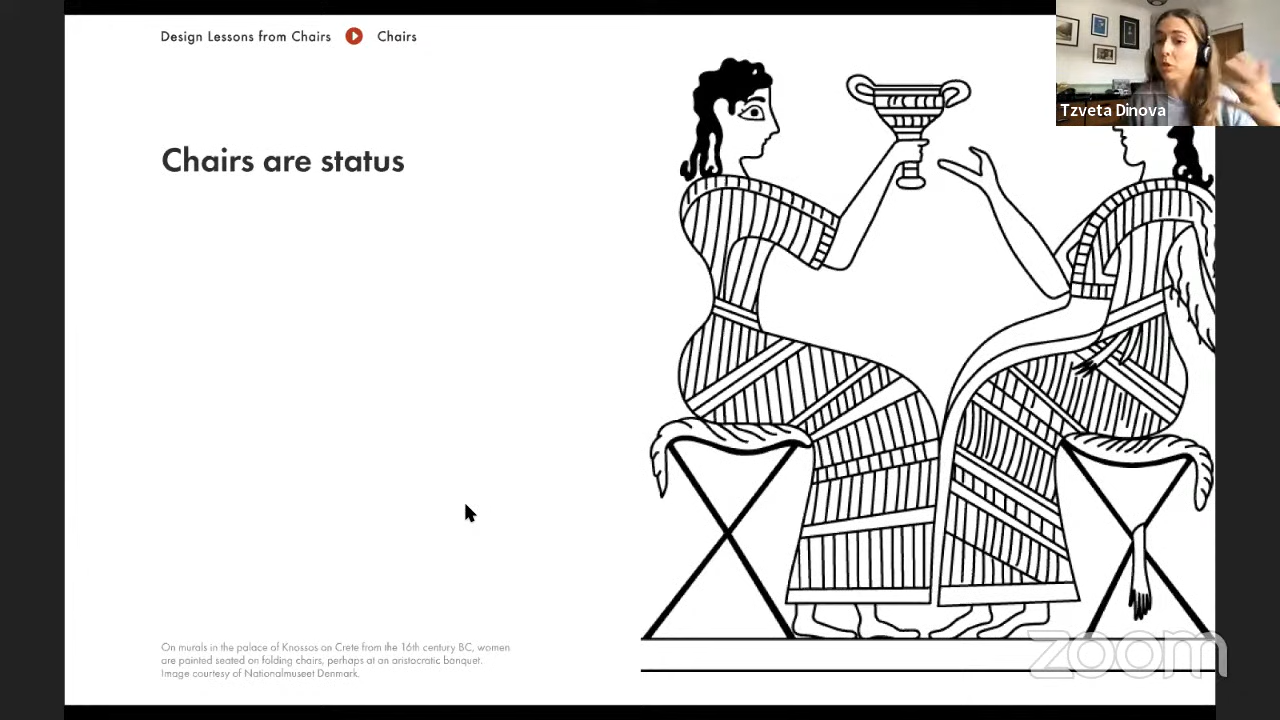 Design Lessons from Chairs Chairs
Tzveta Dinova
Chairs are status
On murals in the palace of Knossos on Crete from the 16th century BC, women
are painted seated on folding chairs, perhaps at an aristocratic banquet.
Image courtesy of Nationalmuseet Denmark.
zoom